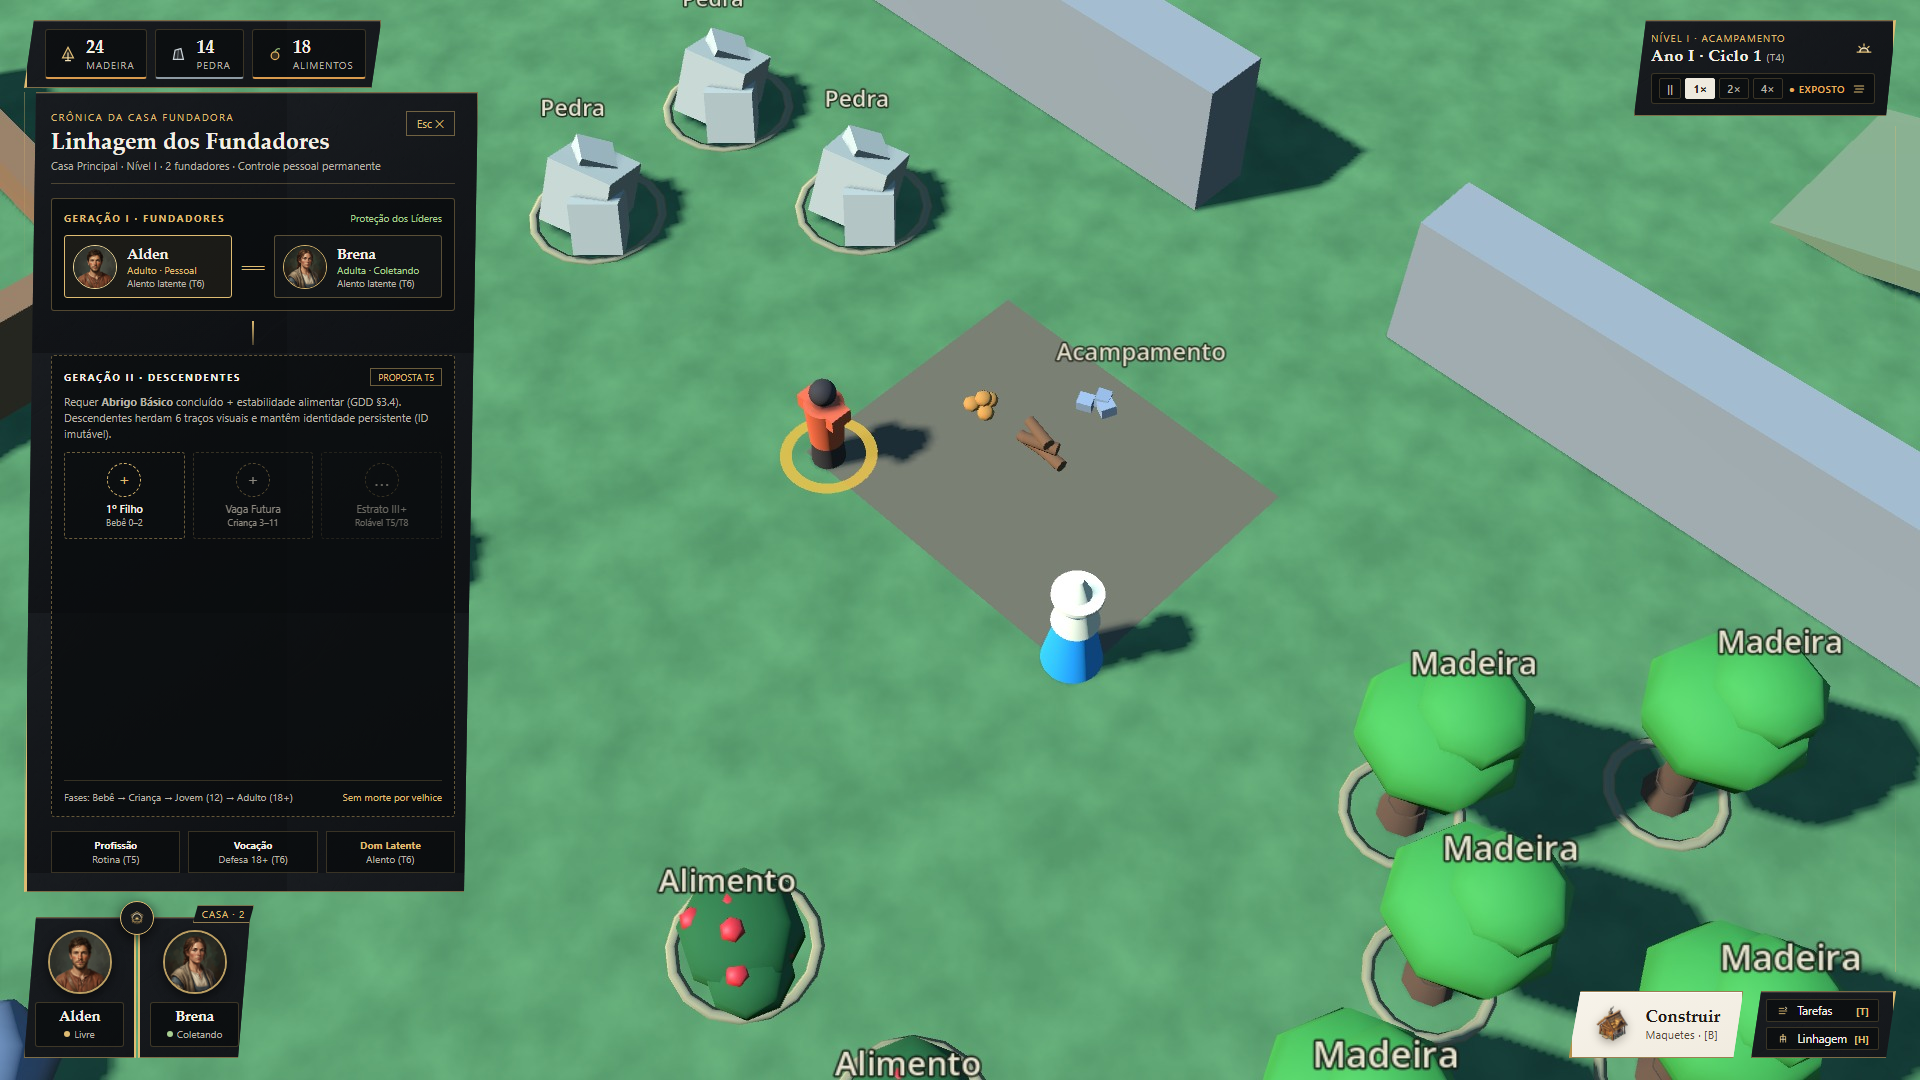 24
MADEIRA
14
PEDRA
18
ALIMENTOS
NÍVEL I · ACAMPAMENTO
Ano I · Ciclo 1 (T4)
|| 1× 2× 4× • EXPOSTO
CRÔNICA DA CASA FUNDADORA
Linhagem dos Fundadores
Esc ×
Casa Principal · Nível I · 2 fundadores · Controle pessoal permanente
GERAÇÃO I · FUNDADORES
Proteção dos Líderes
Alden
Adulto · Pessoal
Alento latente (T6)
Brena
Adulta · Coletando
Alento latente (T6)
GERAÇÃO II · DESCENDENTES
PROPOSTA T5
Requer Abrigo Básico concluído + estabilidade alimentar (GDD §3.4).
Descendentes herdam 6 traços visuais e mantêm identidade persistente (ID
imutável).
+
1º Filho
Bebê 0–2
+
Vaga Futura
Criança 3–11
...
Estrato III+
Rolável T5/T8
Fases: Bebê → Criança → Jovem (12) → Adulto (18+)
Sem morte por velhice
Profissão
Rotina (T5)
Vocação
Defesa 18+ (T6)
Dom Latente
Alento (T6)
CASA · 2
Alden
• Livre
Brena
• Coletando
Pedra
Pedra
Pedra
Acampamento
Madeira
Madeira
Madeira
Madeira
Madeira
Alimento
Alimento
Construir
Maquetes · [B]
Tarefas [T]
Linhagem [H]